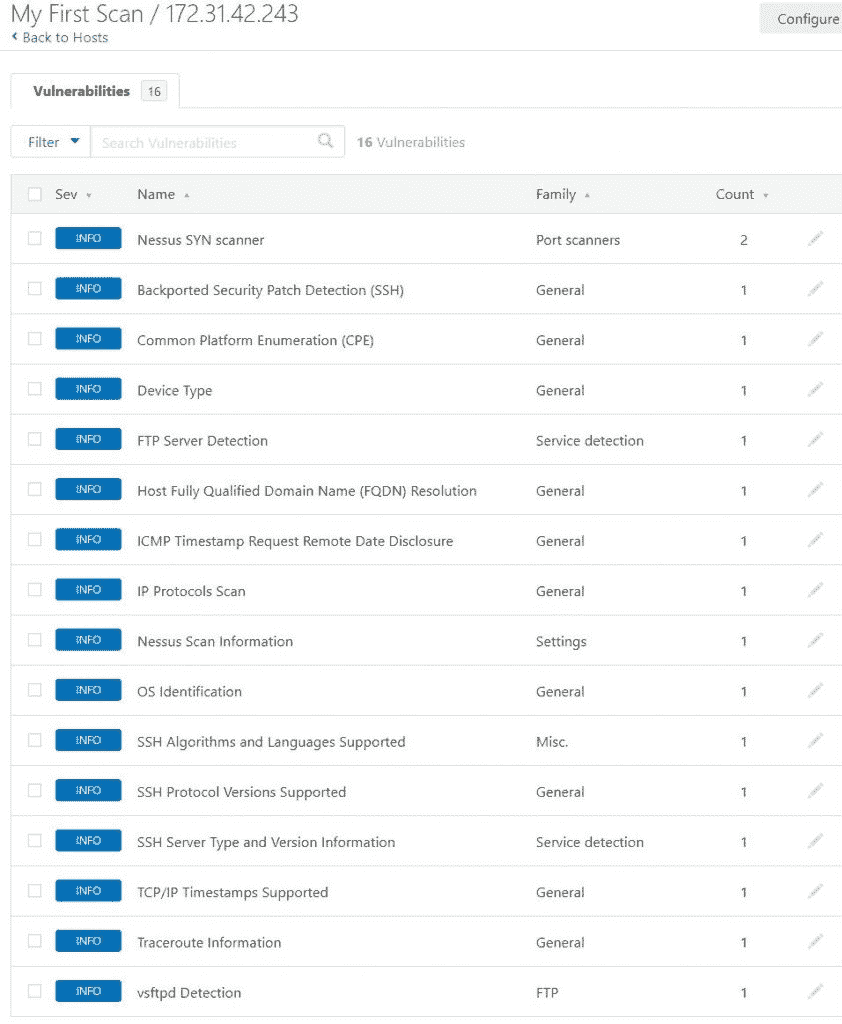 My First Scan / 172.31.42.243
Configure
Back to Hosts
Vulnerabilities 16
Filter Search Vulnerabilities 16 Vulnerabilities
Sev Name Family Count
INFO Nessus SYN scanner Port scanners 2
INFO Backported Security Patch Detection (SSH) General 1
INFO Common Platform Enumeration (CPE) General 1
INFO Device Type General 1
INFO FTP Server Detection Service detection 1
INFO Host Fully Qualified Domain Name (FQDN) Resolution General 1
INFO ICMP Timestamp Request Remote Date Disclosure General 1
INFO IP Protocols Scan General 1
INFO Nessus Scan Information Settings 1
INFO OS Identification General 1
INFO SSH Algorithms and Languages Supported Misc. 1
INFO SSH Protocol Versions Supported General 1
INFO SSH Server Type and Version Information Service detection 1
INFO TCP/IP Timestamps Supported General 1
INFO Traceroute Information General 1
INFO vsftpd Detection FTP 1